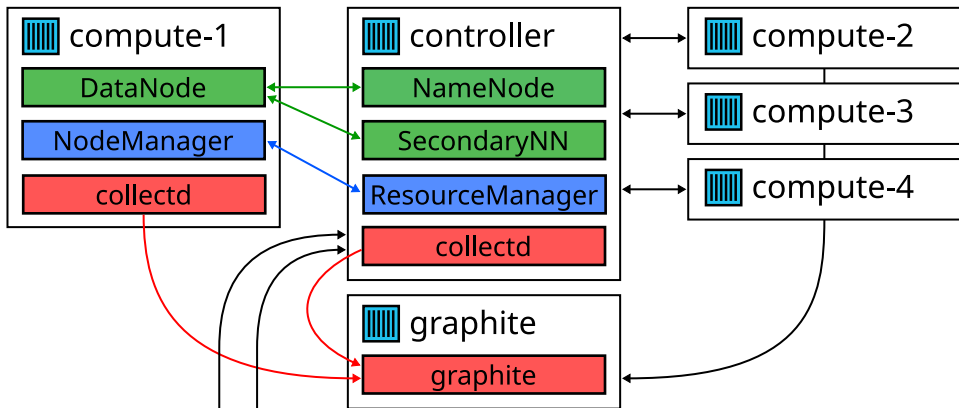 compute-1
DataNode
NodeManager
collectd
controller
NameNode
SecondaryNN
ResourceManager
collectd
graphite
graphite
compute-2
compute-3
compute-4